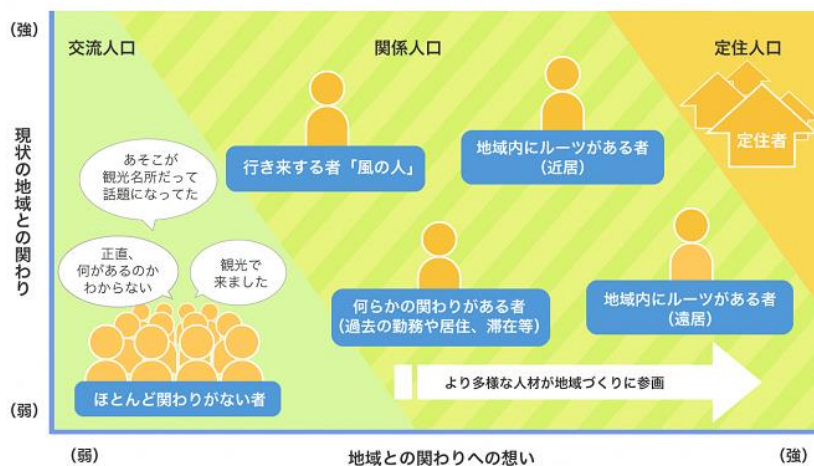 （強）
交流人口
関係人口
定住人口
定住者
地域内にルーツがある者
（近居）
行き来する者「風の人」
あそこが
観光名所だって
話題になってた
現状の地域との関わり
正直、
何があるのか
わからない
観光で
来ました
何らかの関わりがある者
（過去の勤務や居住、滞在等）
地域内にルーツがある者
（遠居）
ほとんど関わりがない者
より多様な人材が地域づくりに参画
（弱）
（弱）
地域との関わりへの想い
（強）